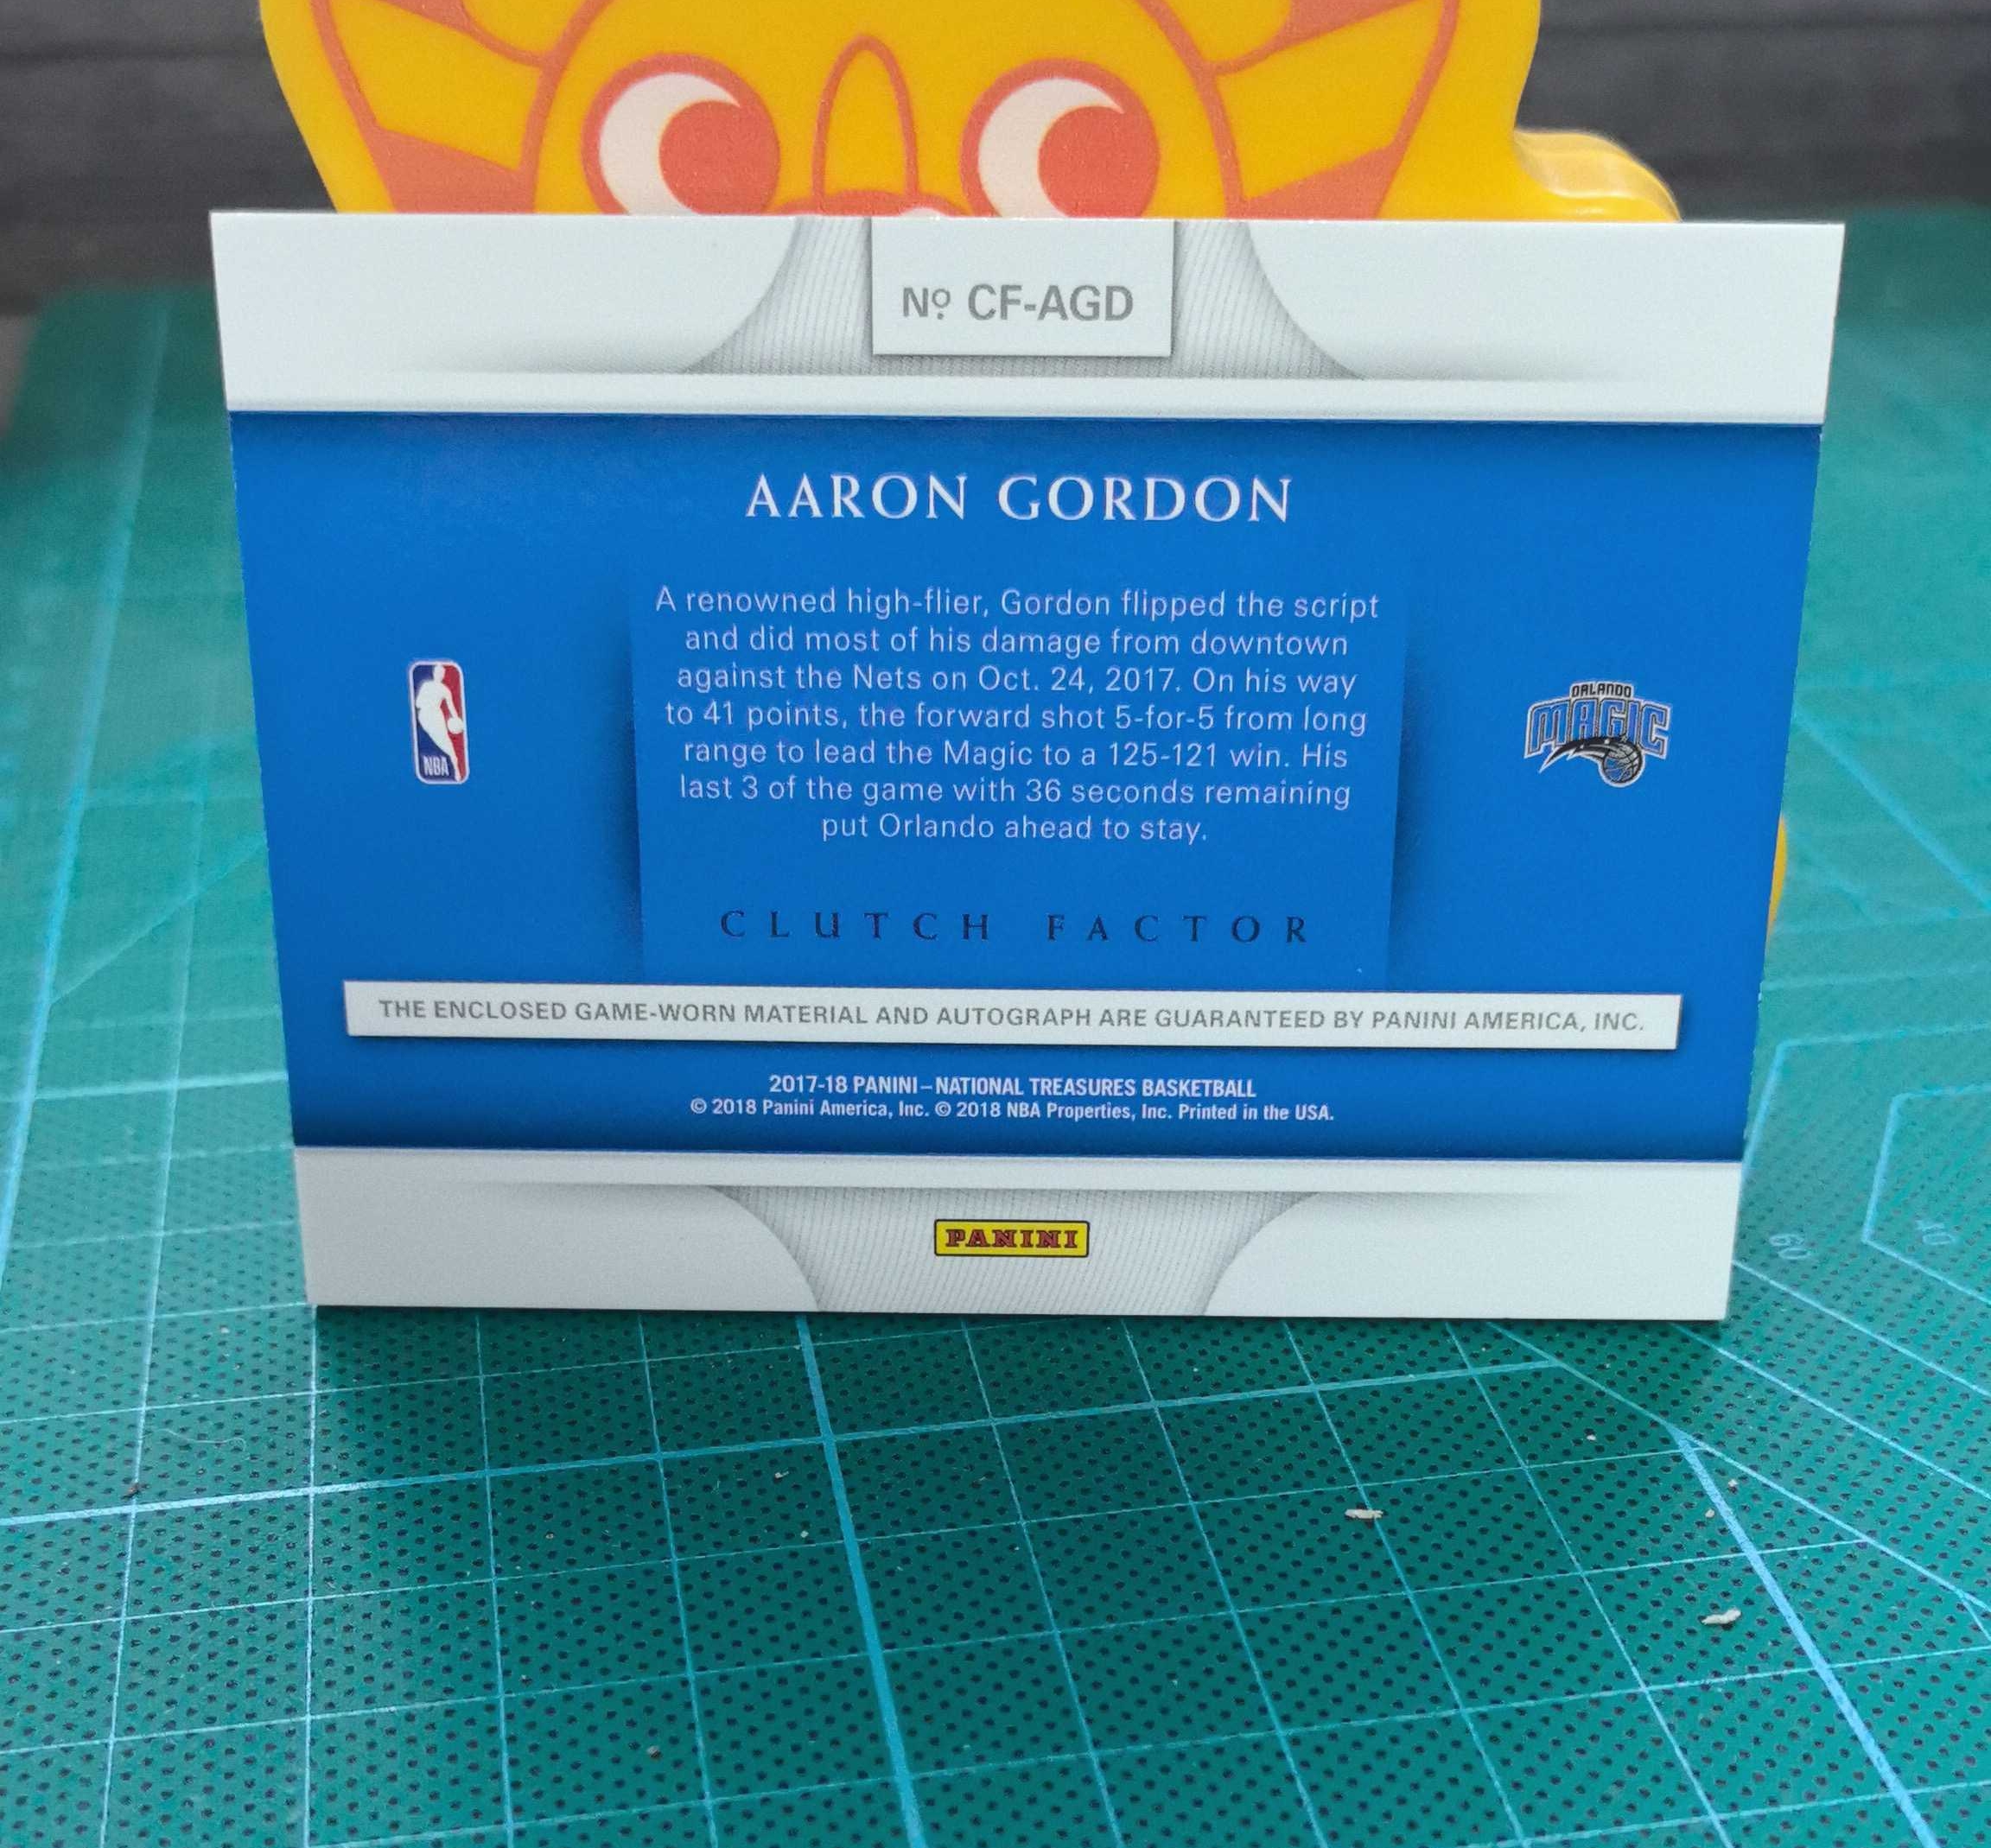 Nº CF-AGD
AARON GORDON
A renowned high-flier, Gordon flipped the script
and did most of his damage from downtown
against the Nets on Oct. 24, 2017. On his way
to 41 points, the forward shot 5-for-5 from long
range to lead the Magic to a 125-121 win. His
last 3 of the game with 36 seconds remaining
put Orlando ahead to stay.
NBA
ORLANDO
MAGIC
CLUTCH FACTOR
THE ENCLOSED GAME-WORN MATERIAL AND AUTOGRAPH ARE GUARANTEED BY PANINI AMERICA, INC.
2017-18 PANINI–NATIONAL TREASURES BASKETBALL
© 2018 Panini America, Inc. © 2018 NBA Properties, Inc. Printed in the USA.
PANINI
60